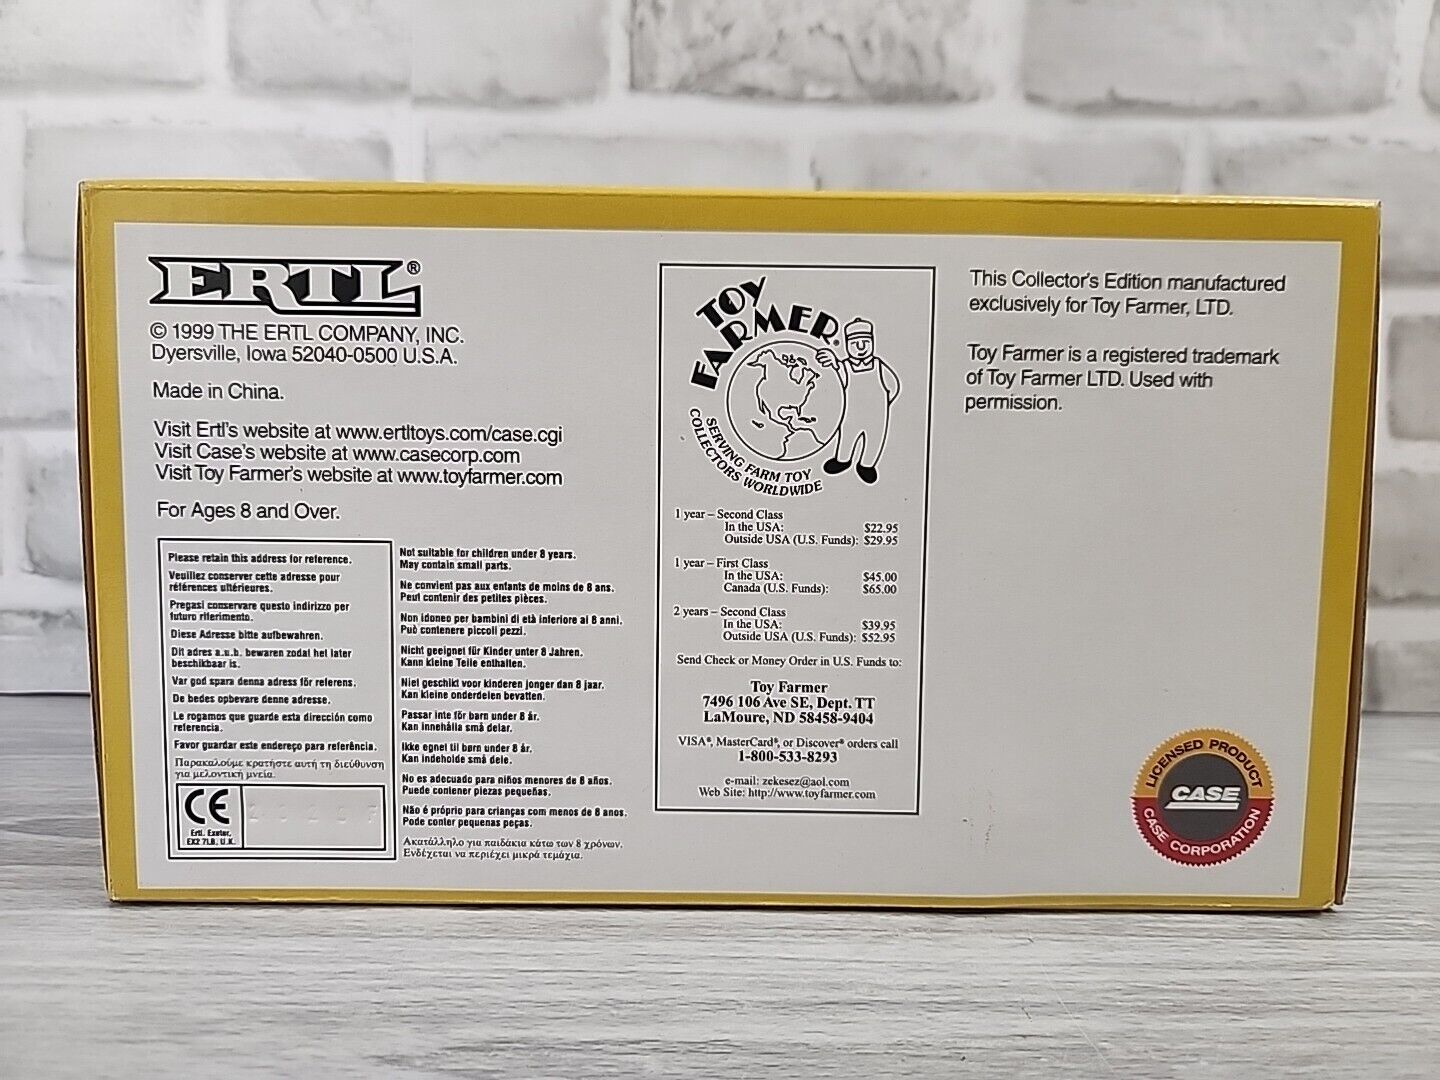 ERTL®
© 1999 THE ERTL COMPANY, INC.
Dyersville, Iowa 52040-0500 U.S.A.
Made in China.
Visit Ertl's website at www.ertltoys.com/case.cgi
Visit Case's website at www.casecorp.com
Visit Toy Farmer's website at www.toyfarmer.com
For Ages 8 and Over.
Please retain this address for reference.
Veuillez conserver cette adresse pour
références ultérieures.
Pregasi conservare questo indirizzo per
futuro riferimento.
Diese Adresse bitte aufbewahren.
Dit adres a.u.b. bewaren zodat het later
beschikbaar is.
Var god spara denna adress för referens.
De bedes opbevare denne adresse.
Le rogamos que guarde esta dirección como
referencia.
Favor guardar este endereço para referência.
Παρακαλούμε κρατήστε αυτή τη διεύθυνση
για μελοντική μνεία.
CE
Ertl. Exeter,
EX2 7LB, U.K.
Not suitable for children under 8 years.
May contain small parts.
Ne convient pas aux enfants de moins de 8 ans.
Peut contenir des petites pièces.
Non idoneo per bambini di età inferiore ai 8 anni.
Può contenere piccoli pezzi.
Nicht geeignet für Kinder unter 8 Jahren.
Kann kleine Teile enthalten.
Niet geschikt voor kinderen jonger dan 8 jaar.
Kan kleine onderdelen bevatten.
Passar inte för barn under 8 år.
Kan innehålla små delar.
Ikke egnet til børn under 8 år.
Kan indeholde små dele.
No es adecuado para niños menores de 8 años.
Puede contener piezas pequeñas.
Não é próprio para crianças com menos de 8 anos.
Pode conter pequenas peças.
Ακατάλληλο για παιδάκια κάτω των 8 χρόνων.
Ενδέχεται να περιέχει μικρά τεμάχια.
TOY
FARMER®
SERVING FARM TOY
COLLECTORS WORLDWIDE
1 year – Second Class
In the USA: $22.95
Outside USA (U.S. Funds): $29.95
1 year – First Class
In the USA: $45.00
Canada (U.S. Funds): $65.00
2 years – Second Class
In the USA: $39.95
Outside USA (U.S. Funds): $52.95
Send Check or Money Order in U.S. Funds to:
Toy Farmer
7496 106 Ave SE, Dept. TT
LaMoure, ND 58458-9404
VISA®, MasterCard®, or Discover® orders call
1-800-533-8293
e-mail: zekesez@aol.com
Web Site: http://www.toyfarmer.com
This Collector's Edition manufactured
exclusively for Toy Farmer, LTD.
Toy Farmer is a registered trademark
of Toy Farmer LTD. Used with
permission.
LICENSED PRODUCT
CASE
CASE CORPORATION